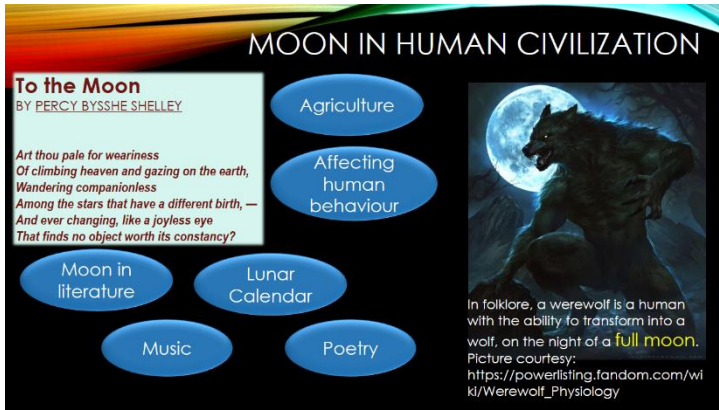 MOON IN HUMAN CIVILIZATION
To the Moon
BY PERCY BYSSHE SHELLEY
Art thou pale for weariness
Of climbing heaven and gazing on the earth,
Wandering companionless
Among the stars that have a different birth, —
And ever changing, like a joyless eye
That finds no object worth its constancy?
Agriculture
Affecting
human
behaviour
Moon in
literature
Lunar
Calendar
Music
Poetry
In folklore, a werewolf is a human
with the ability to transform into a
wolf, on the night of a full moon.
Picture courtesy:
https://powerlisting.fandom.com/wi
ki/Werewolf_Physiology